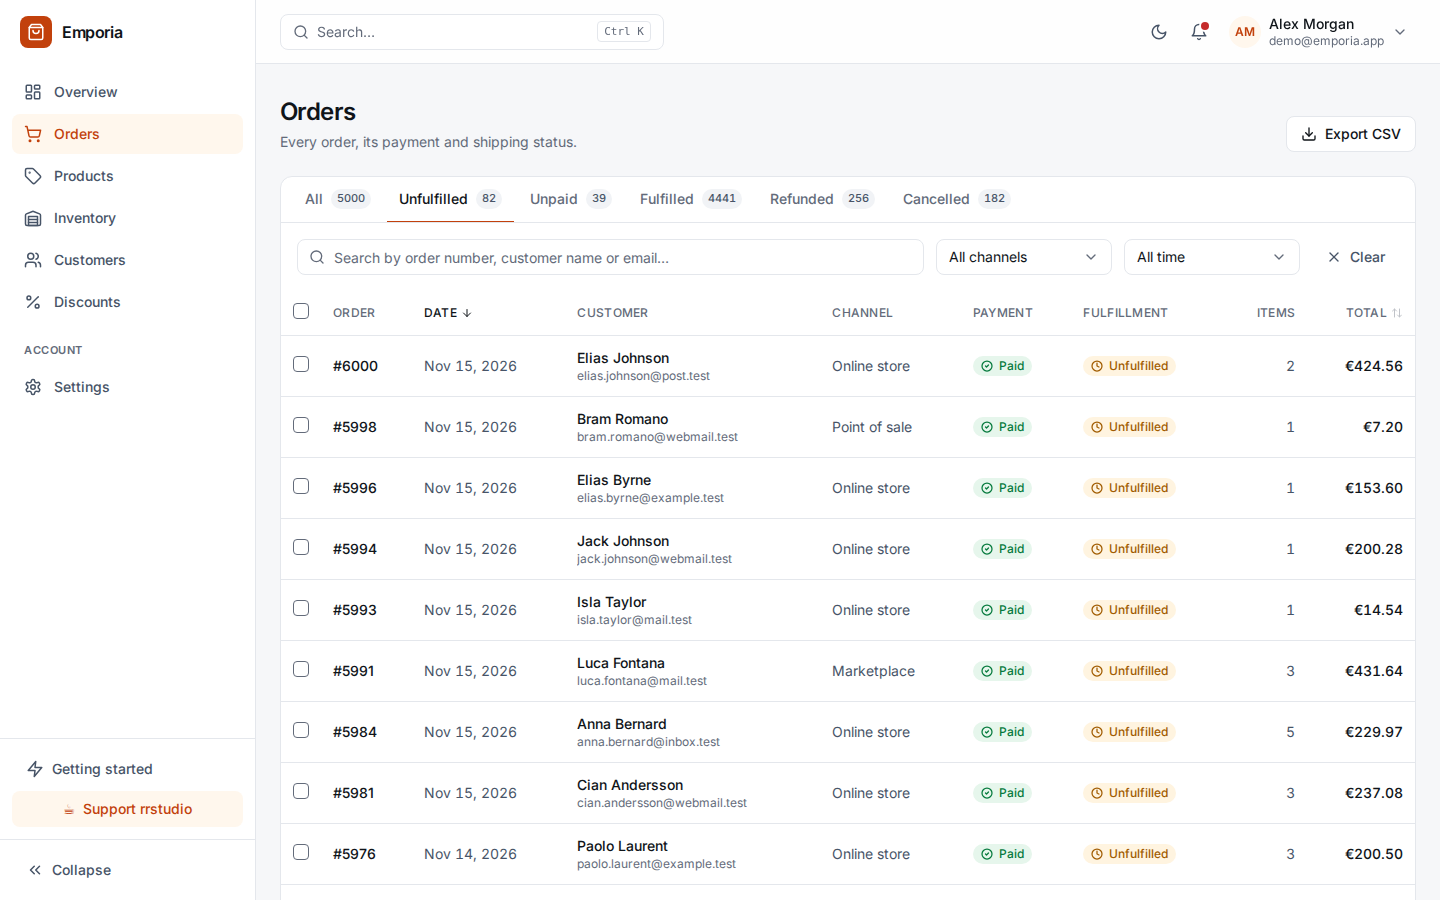 Emporia
Search...
Ctrl K
AM
Alex Morgan
demo@emporia.app
Overview
Orders
Products
Inventory
Customers
Discounts
ACCOUNT
Settings
Getting started
Support rrstudio
Collapse
Orders
Every order, its payment and shipping status.
Export CSV
All 5000 Unfulfilled 82 Unpaid 39 Fulfilled 4441 Refunded 256 Cancelled 182
Search by order number, customer name or email...
All channels
All time
Clear
ORDER DATE CUSTOMER CHANNEL PAYMENT FULFILLMENT ITEMS TOTAL
#6000 Nov 15, 2026 Elias Johnson Online store Paid Unfulfilled 2 €424.56
elias.johnson@post.test
#5998 Nov 15, 2026 Bram Romano Point of sale Paid Unfulfilled 1 €7.20
bram.romano@webmail.test
#5996 Nov 15, 2026 Elias Byrne Online store Paid Unfulfilled 1 €153.60
elias.byrne@example.test
#5994 Nov 15, 2026 Jack Johnson Online store Paid Unfulfilled 1 €200.28
jack.johnson@webmail.test
#5993 Nov 15, 2026 Isla Taylor Online store Paid Unfulfilled 1 €14.54
isla.taylor@mail.test
#5991 Nov 15, 2026 Luca Fontana Marketplace Paid Unfulfilled 3 €431.64
luca.fontana@mail.test
#5984 Nov 15, 2026 Anna Bernard Online store Paid Unfulfilled 5 €229.97
anna.bernard@inbox.test
#5981 Nov 15, 2026 Cian Andersson Online store Paid Unfulfilled 3 €237.08
cian.andersson@webmail.test
#5976 Nov 14, 2026 Paolo Laurent Online store Paid Unfulfilled 3 €200.50
paolo.laurent@example.test